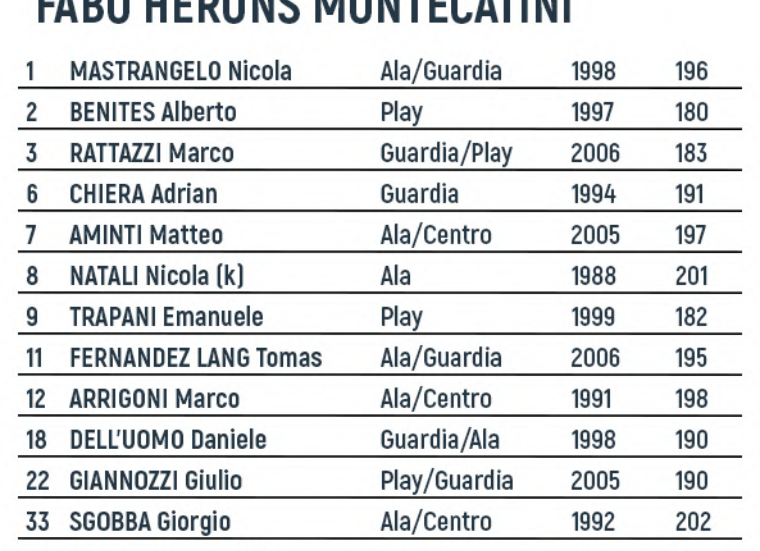 FABO HERONS MONTECATINI
1 MASTRANGELO Nicola Ala/Guardia 1998 196
2 BENITES Alberto Play 1997 180
3 RATTAZZI Marco Guardia/Play 2006 183
6 CHIERA Adrian Guardia 1994 191
7 AMINTI Matteo Ala/Centro 2005 197
8 NATALI Nicola (k) Ala 1988 201
9 TRAPANI Emanuele Play 1999 182
11 FERNANDEZ LANG Tomas Ala/Guardia 2006 195
12 ARRIGONI Marco Ala/Centro 1991 198
18 DELL'UOMO Daniele Guardia/Ala 1998 190
22 GIANNOZZI Giulio Play/Guardia 2005 190
33 SGOBBA Giorgio Ala/Centro 1992 202